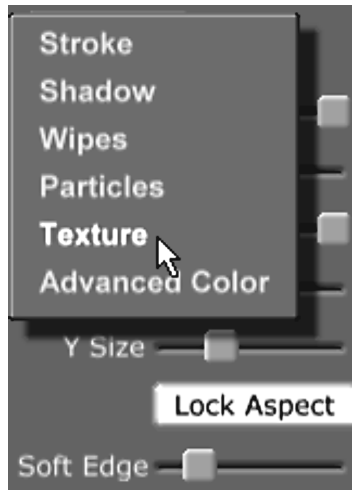 Stroke
Shadow
Wipes
Particles
Texture
Advanced Color
Y Size
Lock Aspect
Soft Edge